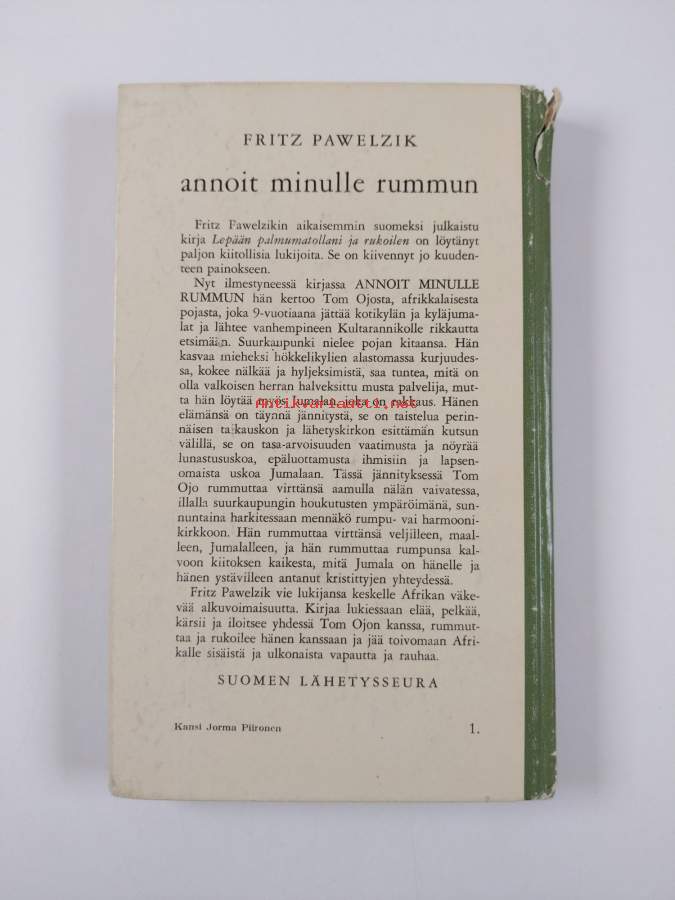 FRITZ PAWELZIK
annoit minulle rummun
Fritz Pawelzikin aikaisemmin suomeksi julkaistu
kirja Lepään palmumatollani ja rukoilen on löytänyt
paljon kiitollisia lukijoita. Se on kiivennyt jo kuuden-
teen painokseen.
Nyt ilmestyneessä kirjassa ANNOIT MINULLE
RUMMUN hän kertoo Tom Ojosta, afrikkalaisesta
pojasta, joka 9-vuotiaana jättää kotikylän ja kyläjuma-
lat ja lähtee vanhempineen Kultarannikolle rikkautta
etsimään. Suurkaupunki nielee pojan kitaansa. Hän
kasvaa mieheksi hökkelikylien alastomassa kurjuudes-
sa, kokee nälkää ja hyljeksimistä, saa tuntea, mitä on
olla valkoisen herran halveksittu musta palvelija, mut-
ta hän löytää myös Jumalan, joka on rakkaus. Hänen
antikvariaatti.net
elämänsä on täynnä jännitystä, se on taistelua perin-
näisen taikauskon ja lähetyskirkon esittämän kutsun
välillä, se on tasa-arvoisuuden vaatimusta ja nöyrää
lunastususkoa, epäluottamusta ihmisiin ja lapsen-
omaista uskoa Jumalaan. Tässä jännityksessä Tom
Ojo rummuttaa virttänsä aamulla nälän vaivatessa,
illalla suurkaupungin houkutusten ympäröimänä, sun-
nuntaina harkitessaan mennäkö rumpu- vai harmooni-
kirkkoon. Hän rummuttaa virttänsä veljilleen, maal-
leen, Jumalalleen, ja hän rummuttaa rumpunsa kal-
voon kiitoksen kaikesta, mitä Jumala on hänelle ja
hänen ystävilleen antanut kristittyjen yhteydessä.
Fritz Pawelzik vie lukijansa keskelle Afrikan väke-
vää alkuvoimaisuutta. Kirjaa lukiessaan elää, pelkää,
kärsii ja iloitsee yhdessä Tom Ojon kanssa, rummut-
taa ja rukoilee hänen kanssaan ja jää toivomaan Afri-
kalle sisäistä ja ulkonaista vapautta ja rauhaa.
SUOMEN LÄHETYSSEURA
Kansi Jorma Piironen
1.